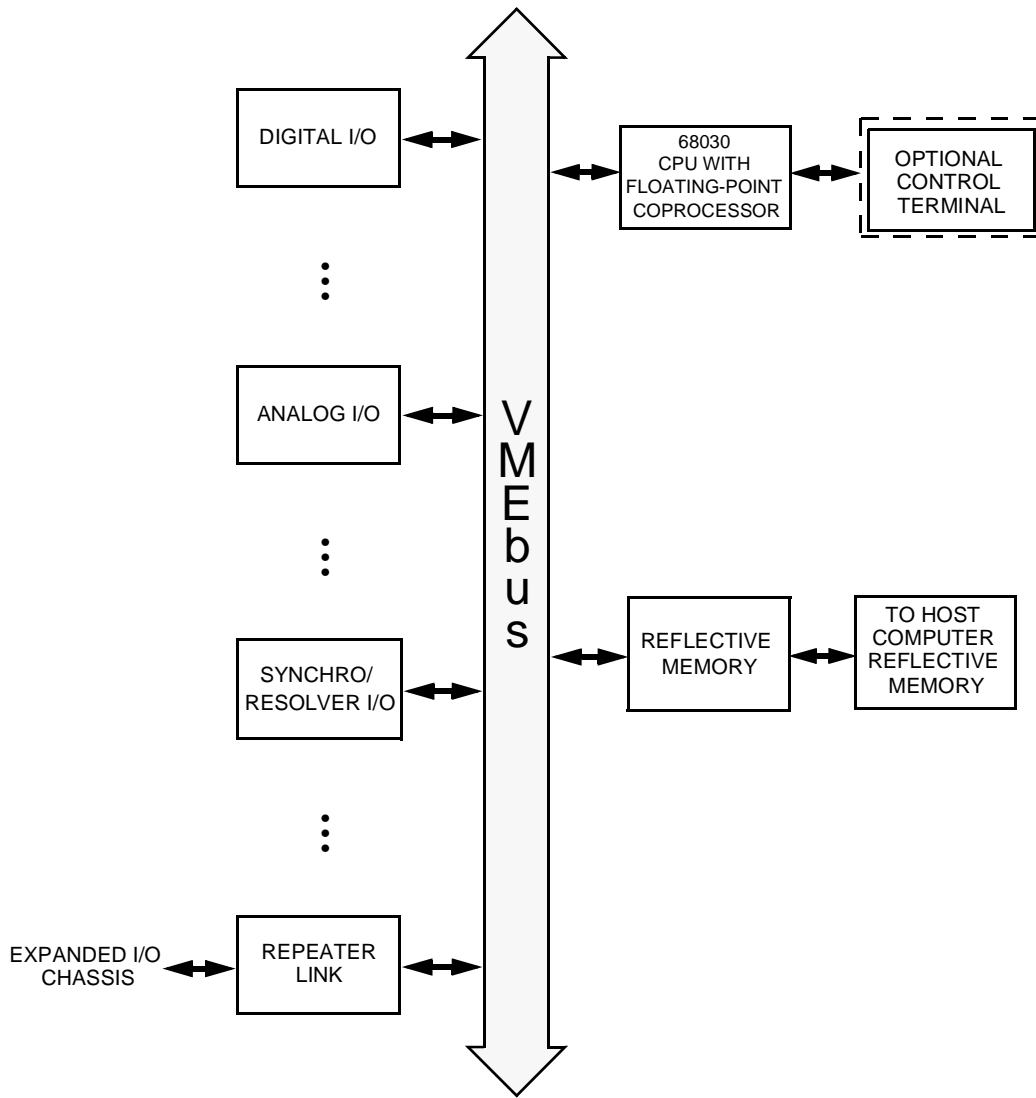 DIGITAL I/O
68030
CPU WITH
FLOATING-POINT
COPROCESSOR
OPTIONAL
CONTROL
TERMINAL
ANALOG I/O
VMEbus
SYNCHRO/
RESOLVER I/O
REFLECTIVE
MEMORY
TO HOST
COMPUTER
REFLECTIVE
MEMORY
EXPANDED I/O
CHASSIS
REPEATER
LINK